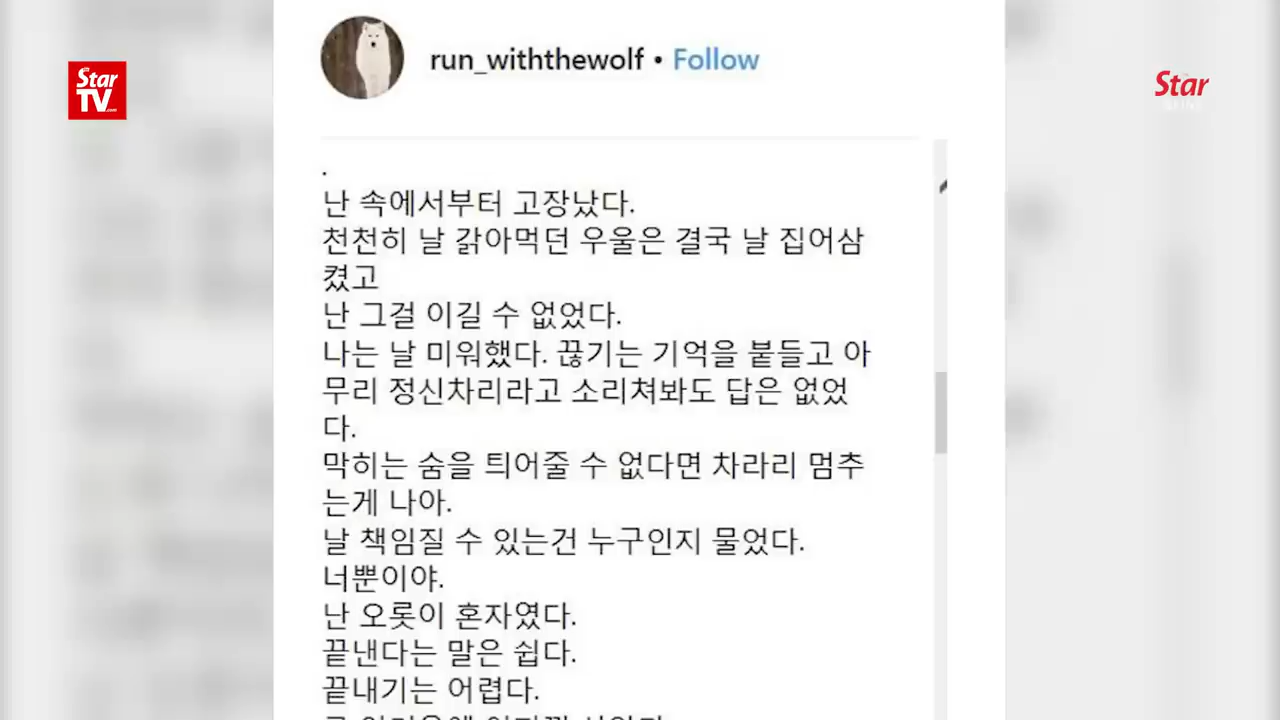 the Star TV.com
run_withthewolf • Follow
Star
.
난 속에서부터 고장났다.
천천히 날 갉아먹던 우울은 결국 날 집어삼
켰고
난 그걸 이길 수 없었다.
나는 날 미워했다. 끊기는 기억을 붙들고 아
무리 정신차리라고 소리쳐봐도 답은 없었
다.
막히는 숨을 틔어줄 수 없다면 차라리 멈추
는게 나아.
날 책임질 수 있는건 누구인지 물었다.
너뿐이야.
난 오롯이 혼자였다.
끝낸다는 말은 쉽다.
끝내기는 어렵다.